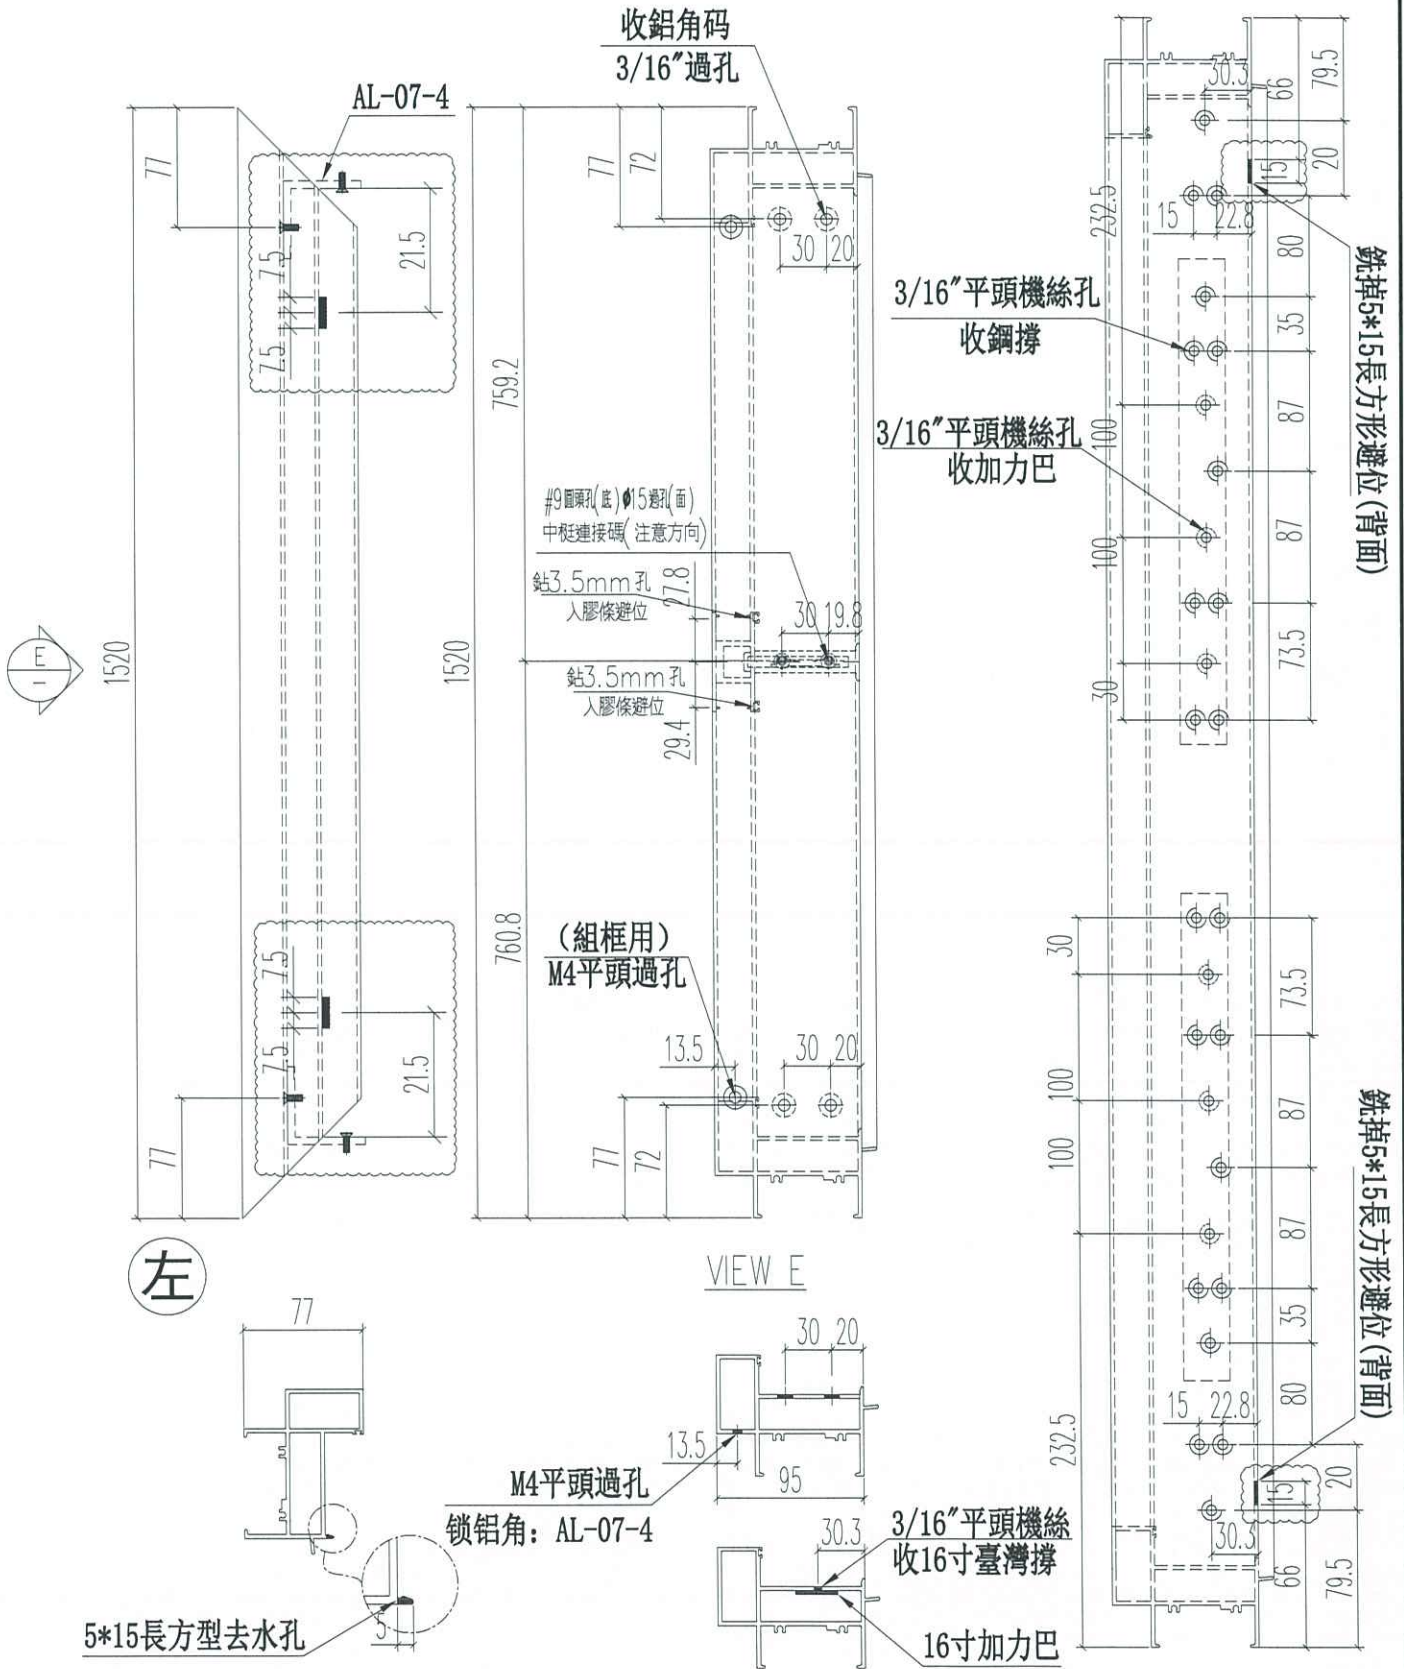 收鋁角码
3/16"過孔
AL-07-4
77
72
77
30.3
66
79.5
15
20
21.5
7.5
7.5
30
20
232.5
15
22.8
80
3/16"平頭機絲孔
收鋼撐
35
銑掉5*15長方形避位(背面)
759.2
87
100
3/16"平頭機絲孔
收加力巴
#9圓頭孔(底)φ15過孔(面)
中梃連接碼(注意方向)
87
100
鉆3.5mm孔
入膠條避位
27.8
30
19.8
73.5
30
E
-
1520
1520
鉆3.5mm孔
入膠條避位
29.4
760.8
(組框用)
M4平頭過孔
30
73.5
7.5
7.5
21.5
13.5
30
20
100
87
100
銑掉5*15長方形避位(背面)
77
77
72
87
35
左
VIEW E
77
30
20
15
22.8
80
232.5
13.5
95
20
15
M4平頭過孔
锁铝角: AL-07-4
30.3
3/16"平頭機絲
收16寸臺灣撐
30.3
66
79.5
5*15長方型去水孔
5
16寸加力巴